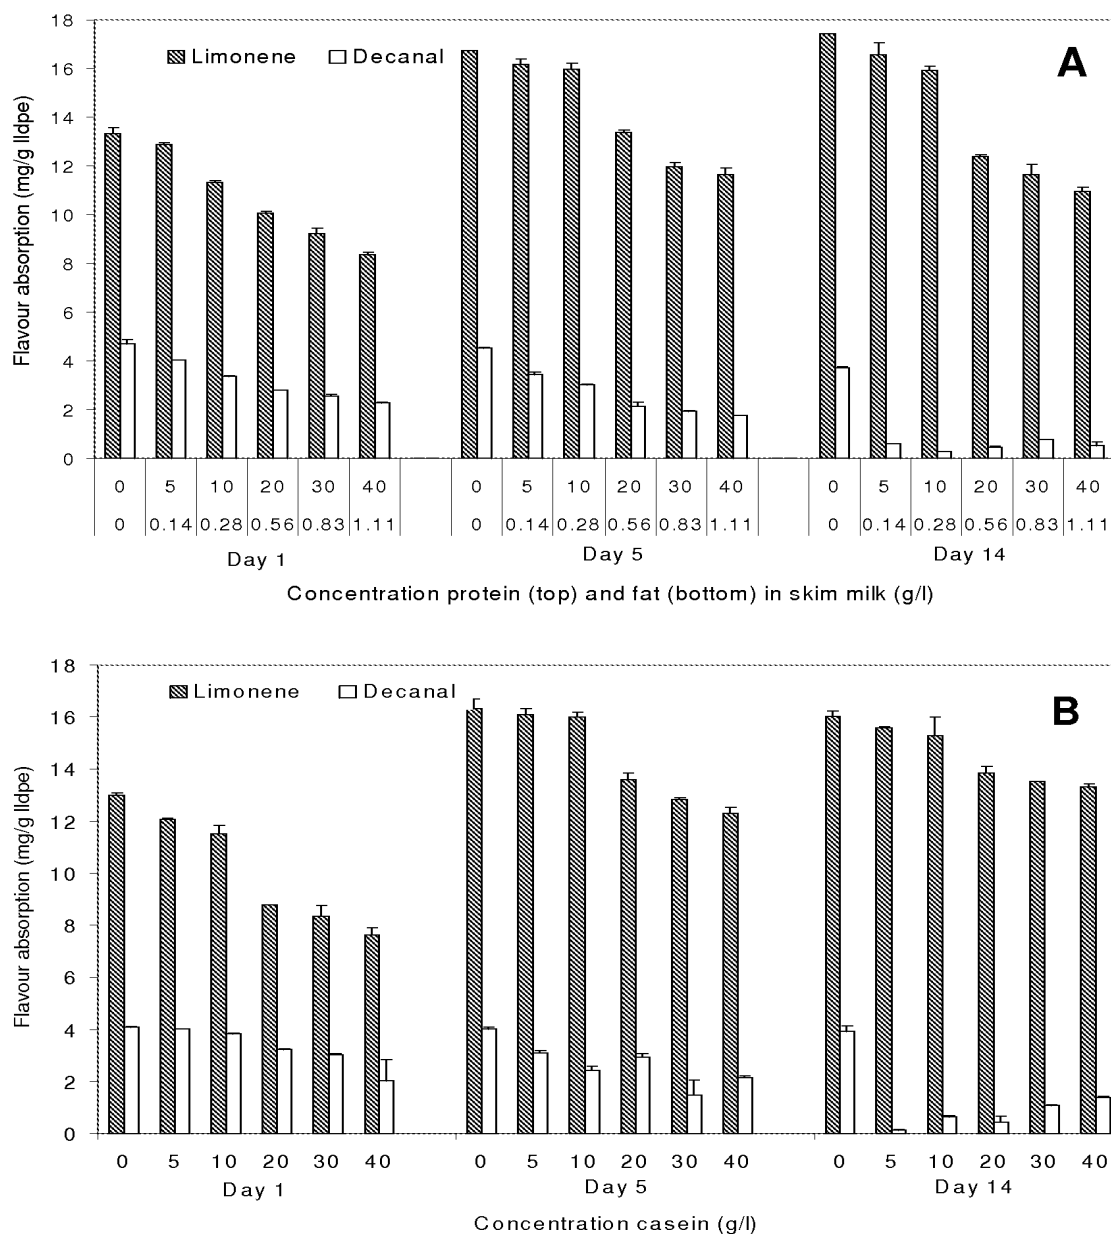 18
16
14
12
10
8
6
4
2
0
Flavour absorption (mg/g lldpe)
Limonene Decanal
A
0 5 10 20 30 40 0 5 10 20 30 40 0 5 10 20 30 40
0 0.14 0.28 0.56 0.83 1.11 0 0.14 0.28 0.56 0.83 1.11 0 0.14 0.28 0.56 0.83 1.11
Day 1 Day 5 Day 14
Concentration protein (top) and fat (bottom) in skim milk (g/l)
18
16
14
12
10
8
6
4
2
0
Flavour absorption (mg/g lldpe)
Limonene Decanal
B
0 5 10 20 30 40 0 5 10 20 30 40 0 5 10 20 30 40
Day 1 Day 5 Day 14
Concentration casein (g/l)